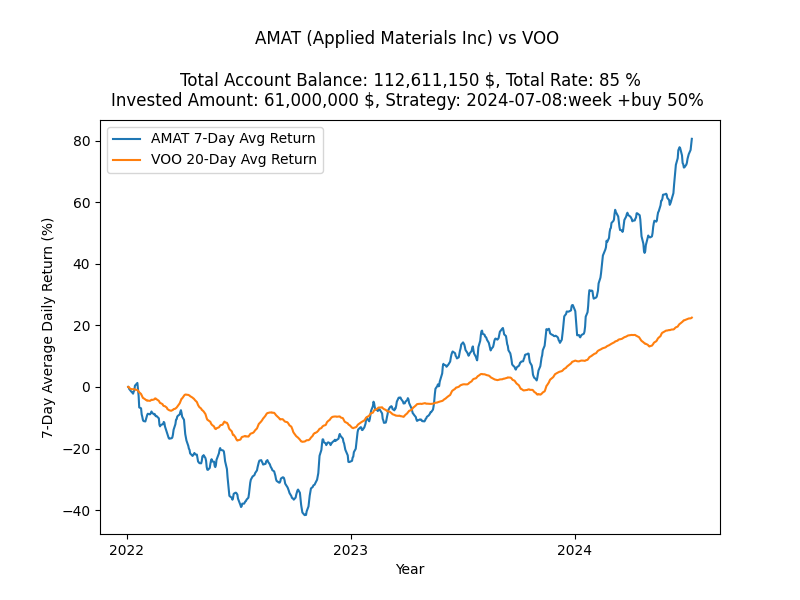 AMAT (Applied Materials Inc) vs VOO
Total Account Balance: 112,611,150 $, Total Rate: 85 %
Invested Amount: 61,000,000 $, Strategy: 2024-07-08:week +buy 50%
AMAT 7-Day Avg Return
VOO 20-Day Avg Return
7-Day Average Daily Return (%)
80
60
40
20
0
−20
−40
2022
2023
2024
Year